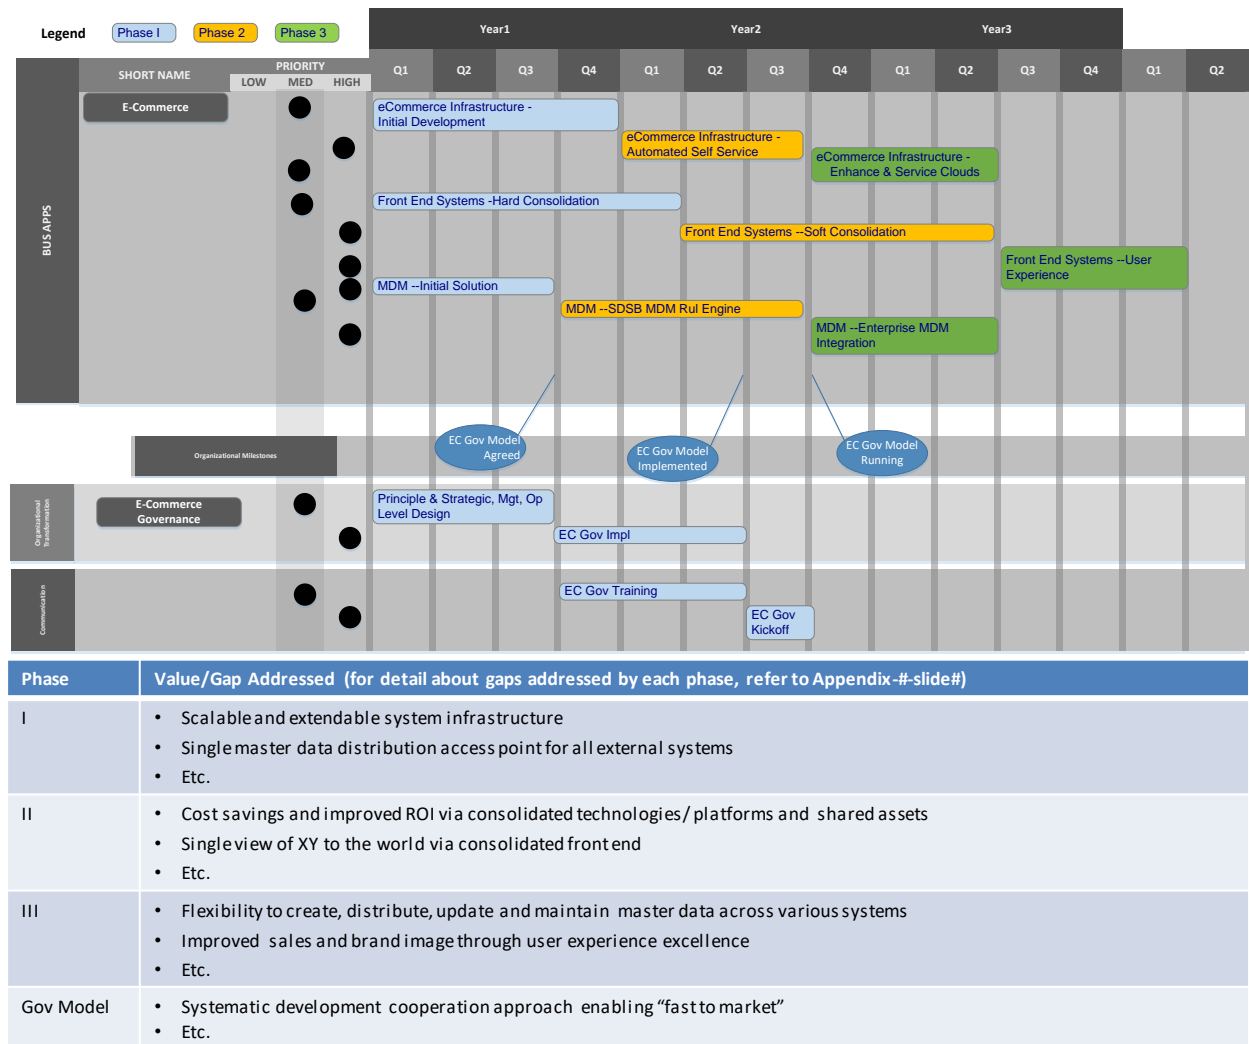 Legend
Phase I
Phase 2
Phase 3
Year1
Year2
Year3
SHORT NAME
PRIORITY
LOW MED HIGH
Q1 Q2 Q3 Q4 Q1 Q2 Q3 Q4 Q1 Q2 Q3 Q4 Q1 Q2
BUS APPS
E-Commerce
eCommerce Infrastructure -
Initial Development
eCommerce Infrastructure -
Automated Self Service
eCommerce Infrastructure -
Enhance & Service Clouds
Front End Systems -Hard Consolidation
Front End Systems --Soft Consolidation
Front End Systems --User
Experience
MDM --Initial Solution
MDM --SDSB MDM Rul Engine
MDM --Enterprise MDM
Integration
EC Gov Model
Agreed
EC Gov Model
Implemented
EC Gov Model
Running
Organizational Milestones
Organizational
Transformation
E-Commerce
Governance
Principle & Strategic, Mgt, Op
Level Design
EC Gov Impl
Communication
EC Gov Training
EC Gov
Kickoff
Phase
Value/Gap Addressed (for detail about gaps addressed by each phase, refer to Appendix-#-slide#)
I
• Scalable and extendable system infrastructure
• Single master data distribution access point for all external systems
• Etc.
II
• Cost savings and improved ROI via consolidated technologies/ platforms and shared assets
• Single view of XY to the world via consolidated front end
• Etc.
III
• Flexibility to create, distribute, update and maintain master data across various systems
• Improved sales and brand image through user experience excellence
• Etc.
Gov Model
• Systematic development cooperation approach enabling “fast to market”
• Etc.